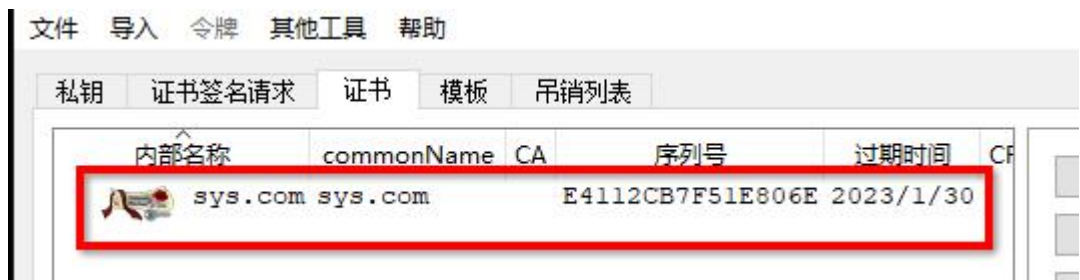 文件 导入 令牌 其他工具 帮助
私钥 证书签名请求 证书 模板 吊销列表
内部名称 commonName CA 序列号 过期时间
sys.com sys.com E4112CB7F51E806E 2023/1/30